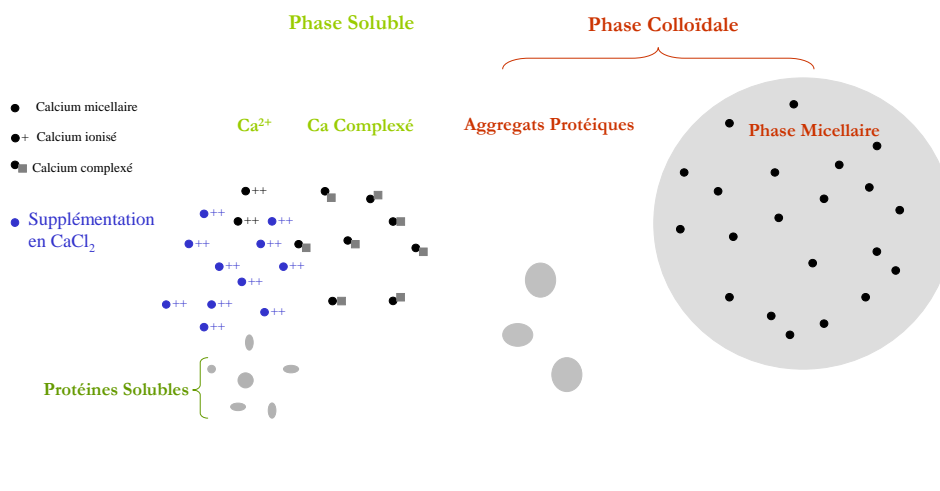 Phase Soluble
Phase Colloïdale
Calcium micellaire
+ Calcium ionisé
Calcium complexé
Supplémentation
en CaCl2
Ca2+
Ca Complexé
Aggregats Protéiques
Phase Micellaire
++
++
++
++
++
++
++
++
++
++
++
++
++
Protéines Solubles